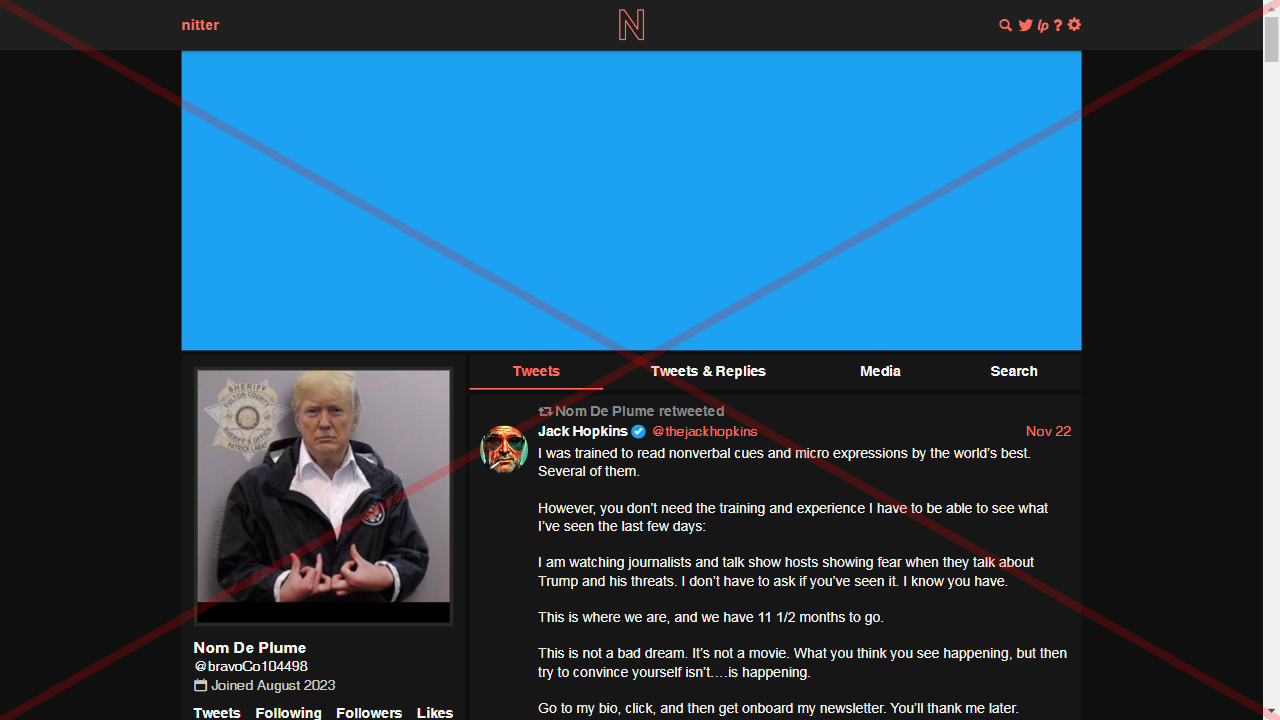 nitter
N
lp ?
SHERIFF
FULTON COUNTY
SHERIFF'S OFFICE
PATRICK LABAT
Nom De Plume
@bravoCo104498
Joined August 2023
Tweets Following Followers Likes
Tweets Tweets & Replies Media Search
Nom De Plume retweeted
Jack Hopkins @thejackhopkins Nov 22
I was trained to read nonverbal cues and micro expressions by the world’s best.
Several of them.
However, you don’t need the training and experience I have to be able to see what
I’ve seen the last few days:
I am watching journalists and talk show hosts showing fear when they talk about
Trump and his threats. I don’t have to ask if you’ve seen it. I know you have.
This is where we are, and we have 11 1/2 months to go.
This is not a bad dream. It’s not a movie. What you think you see happening, but then
try to convince yourself isn’t….is happening.
Go to my bio, click, and then get onboard my newsletter. You’ll thank me later.